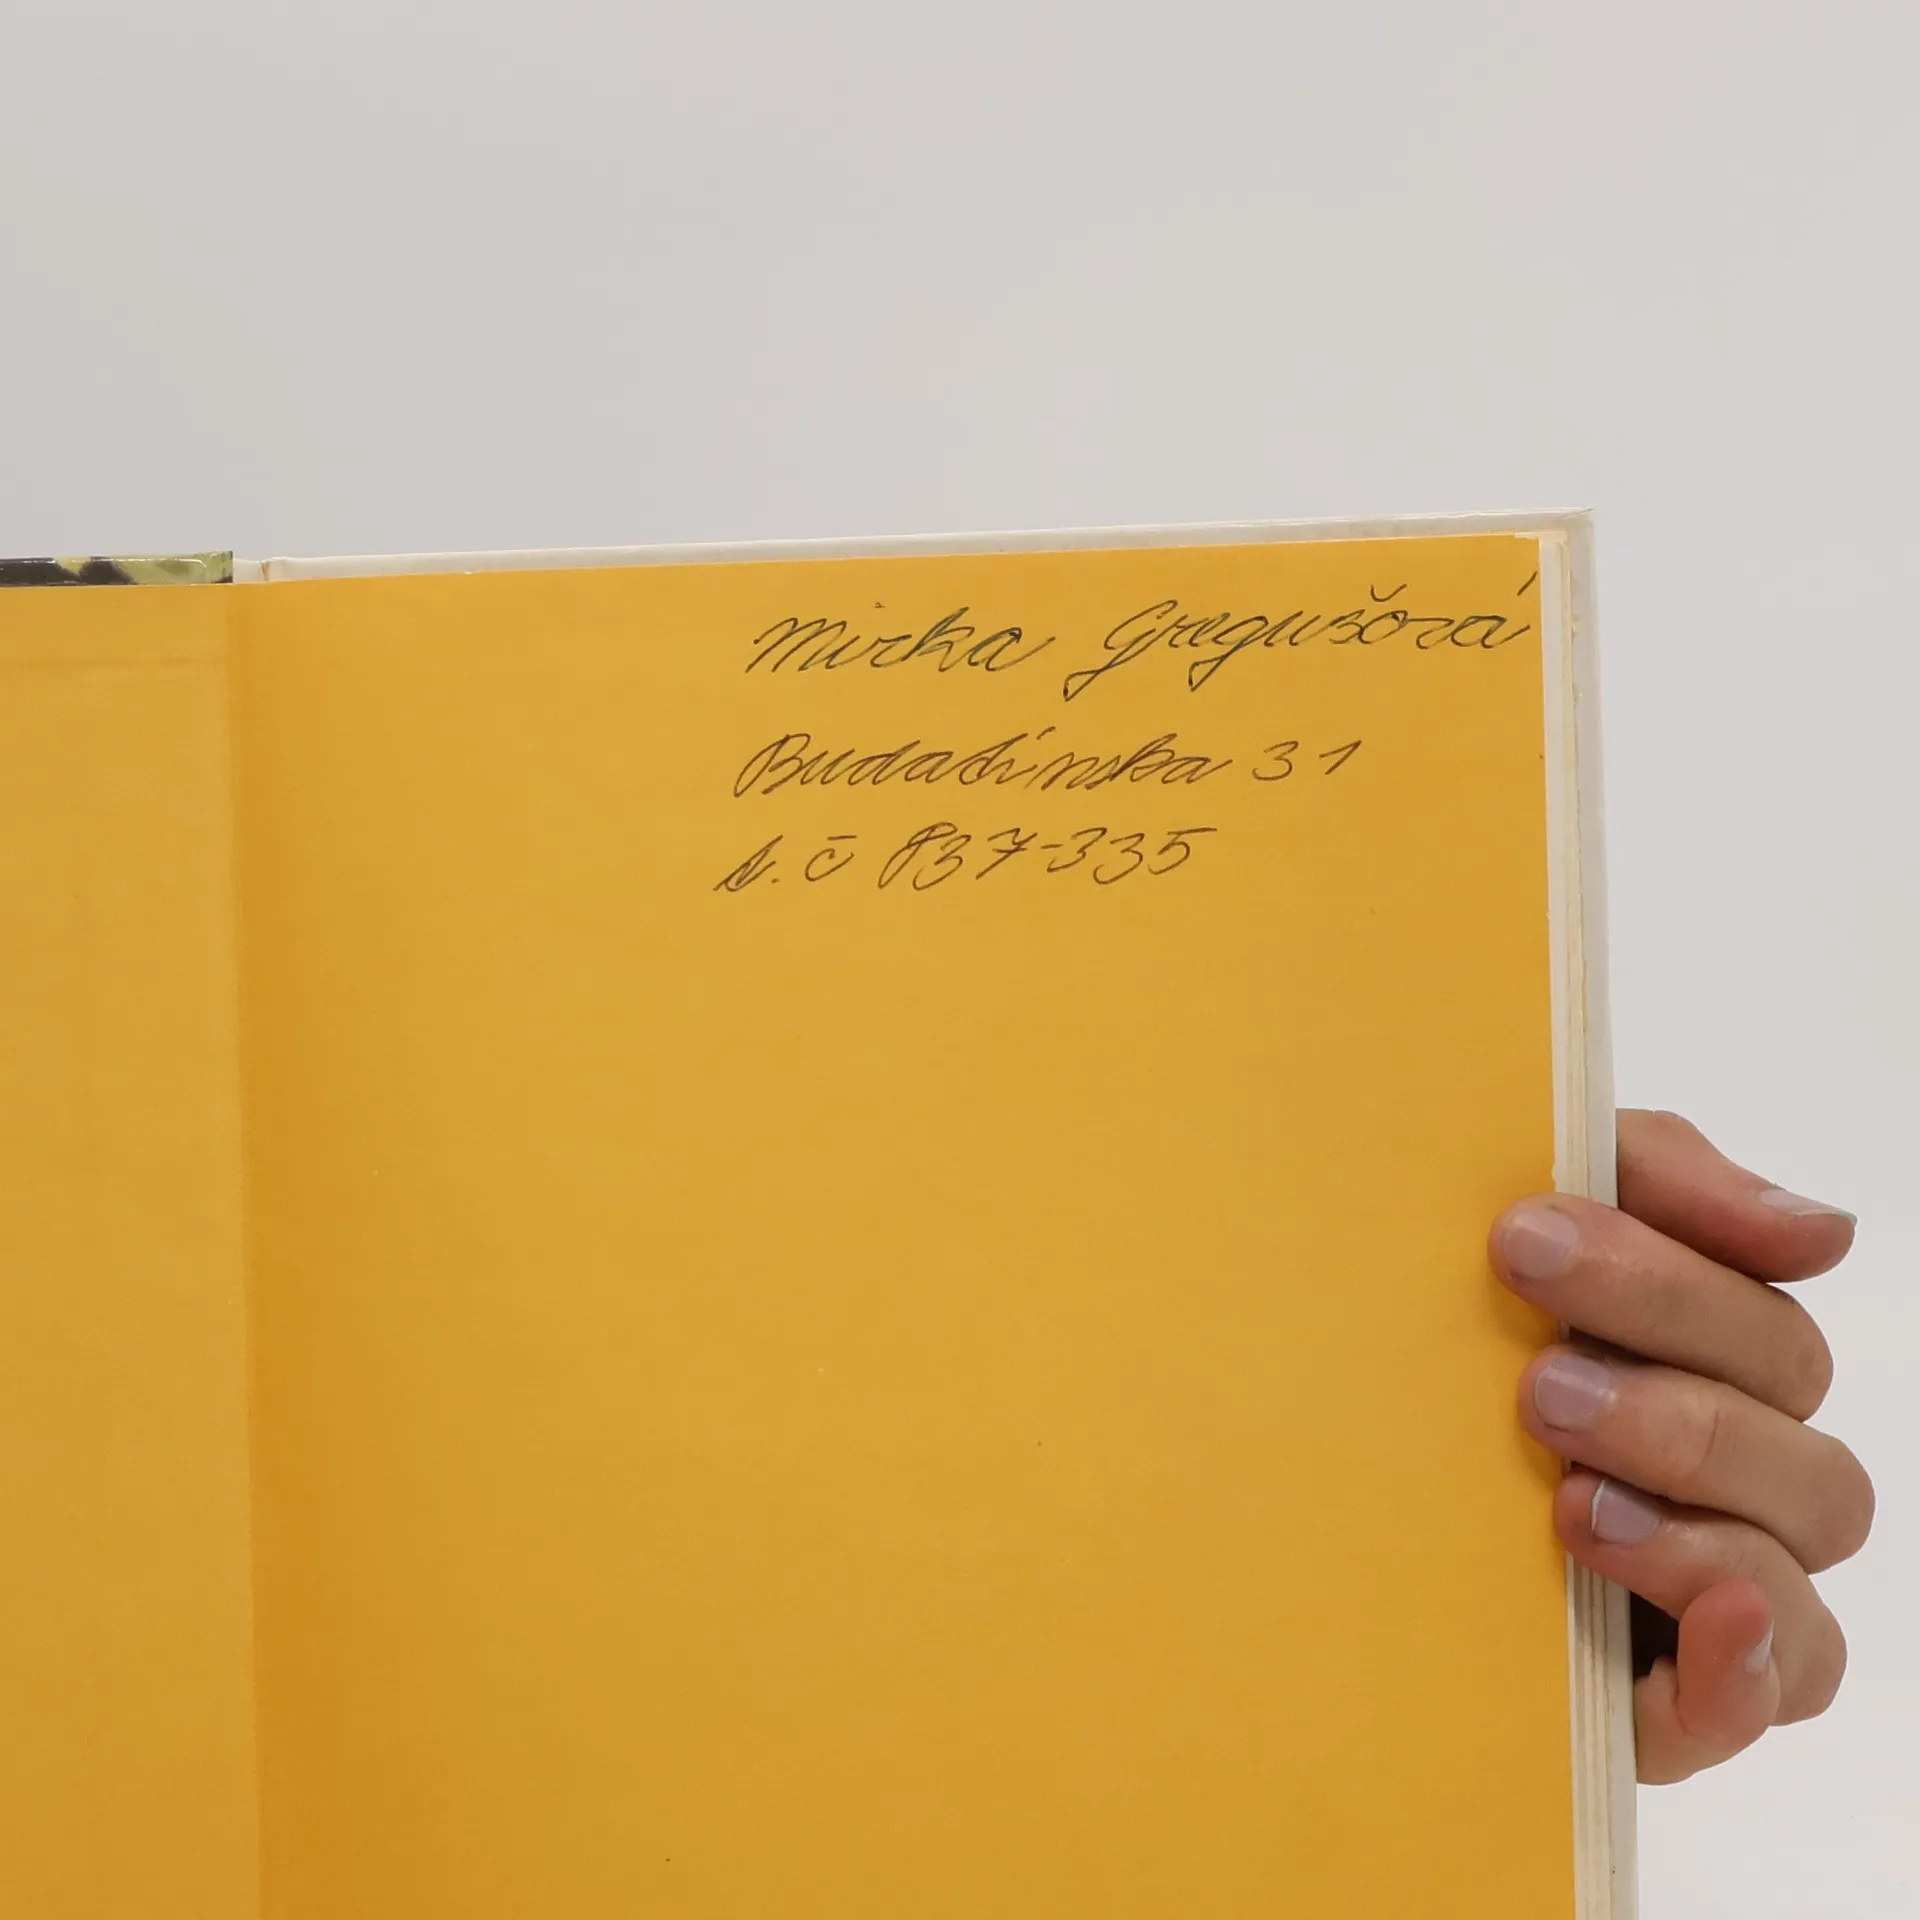 Mirka Gregušová
Budatínska 31
t. č 837-335